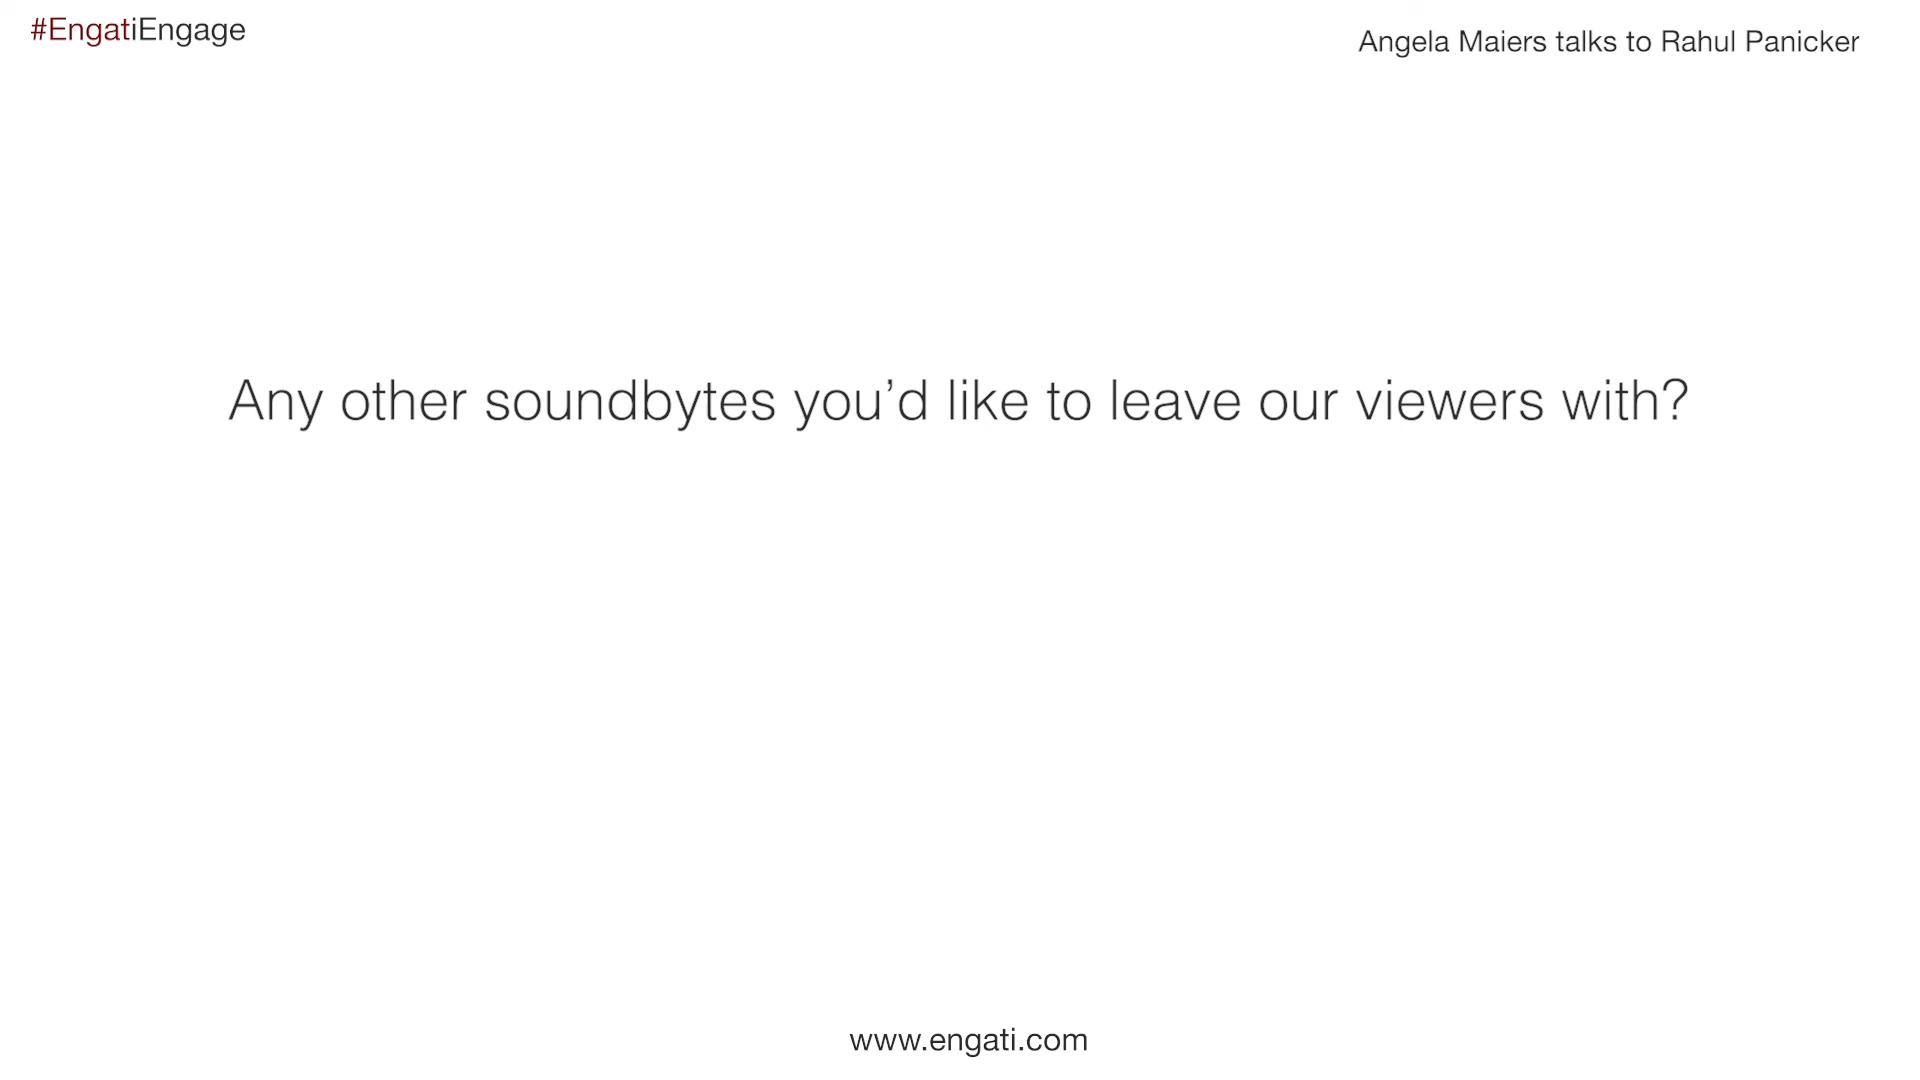 #EngatiEngage
Angela Maiers talks to Rahul Panicker
Any other soundbytes you’d like to leave our viewers with?
www.engati.com